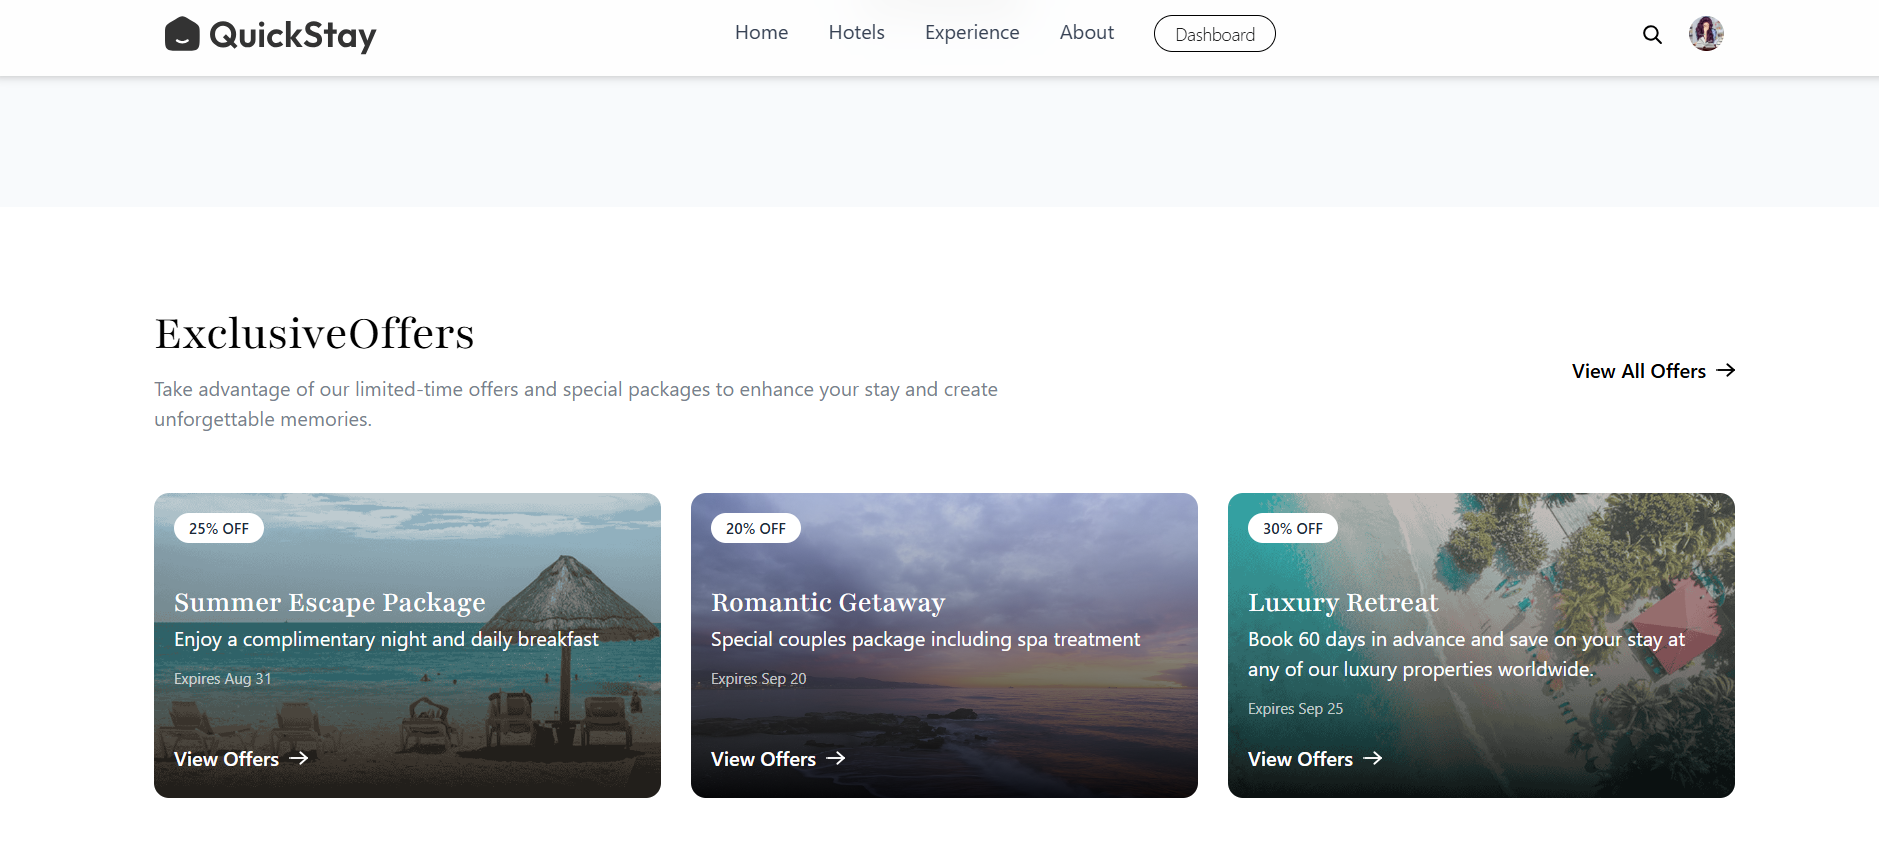 QuickStay
Home Hotels Experience About Dashboard
ExclusiveOffers
Take advantage of our limited-time offers and special packages to enhance your stay and create
unforgettable memories.
View All Offers
25% OFF
Summer Escape Package
Enjoy a complimentary night and daily breakfast
Expires Aug 31
View Offers
20% OFF
Romantic Getaway
Special couples package including spa treatment
Expires Sep 20
View Offers
30% OFF
Luxury Retreat
Book 60 days in advance and save on your stay at
any of our luxury properties worldwide.
Expires Sep 25
View Offers